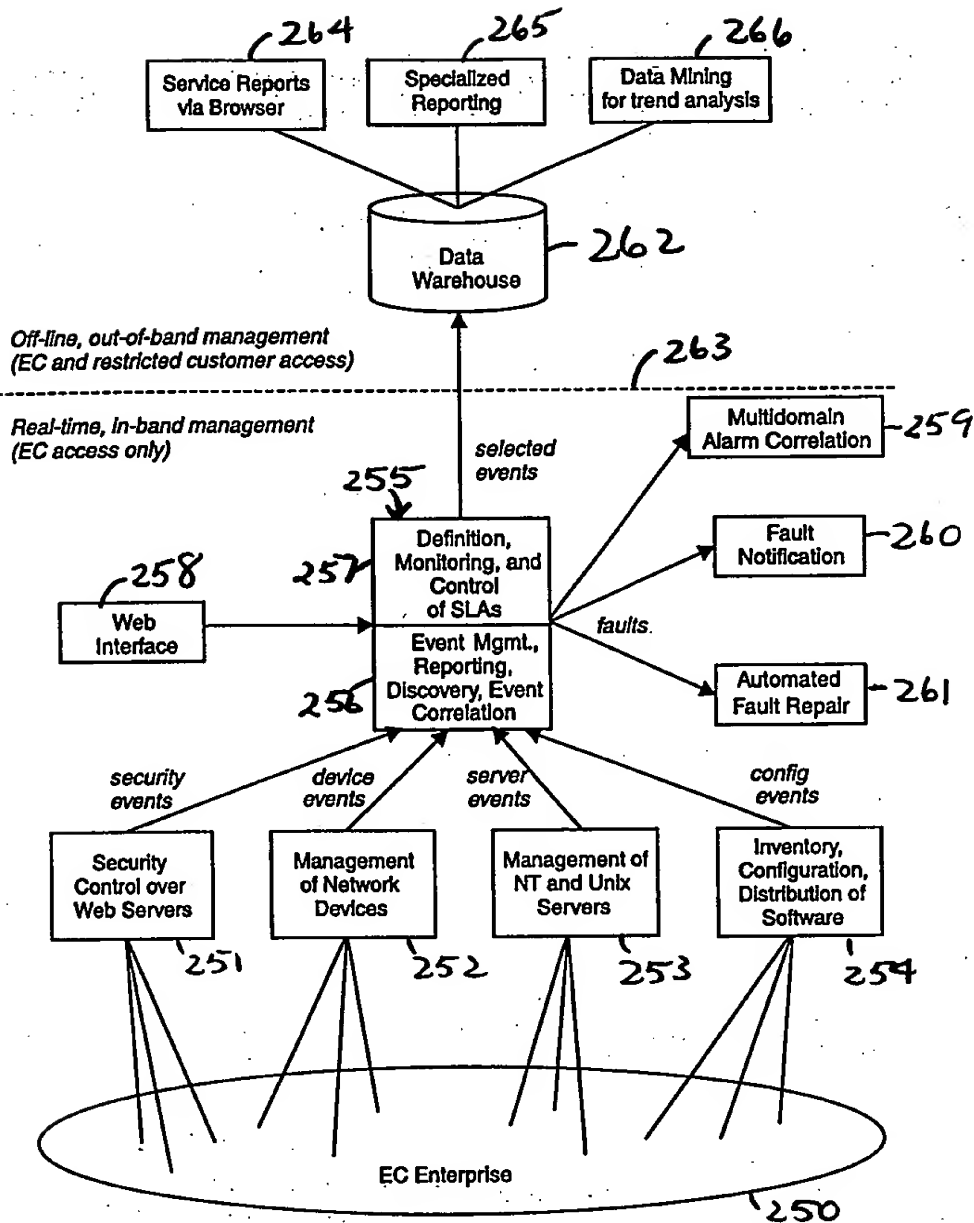 264
265
266
Service Reports
via Browser
Specialized
Reporting
Data Mining
for trend analysis
Data
Warehouse
262
Off-line, out-of-band management
(EC and restricted customer access)
263
Real-time, in-band management
(EC access only)
selected
events
Multidomain
Alarm Correlation
259
255
257
Definition,
Monitoring, and
Control
of SLAs
Fault
Notification
260
258
Web
Interface
faults.
256
Event Mgmt.,
Reporting,
Discovery, Event
Correlation
Automated
Fault Repair
261
security
events
device
events
server
events
config
events
Security
Control over
Web Servers
Management
of Network
Devices
Management of
NT and Unix
Servers
Inventory,
Configuration,
Distribution of
Software
251
252
253
254
EC Enterprise
250